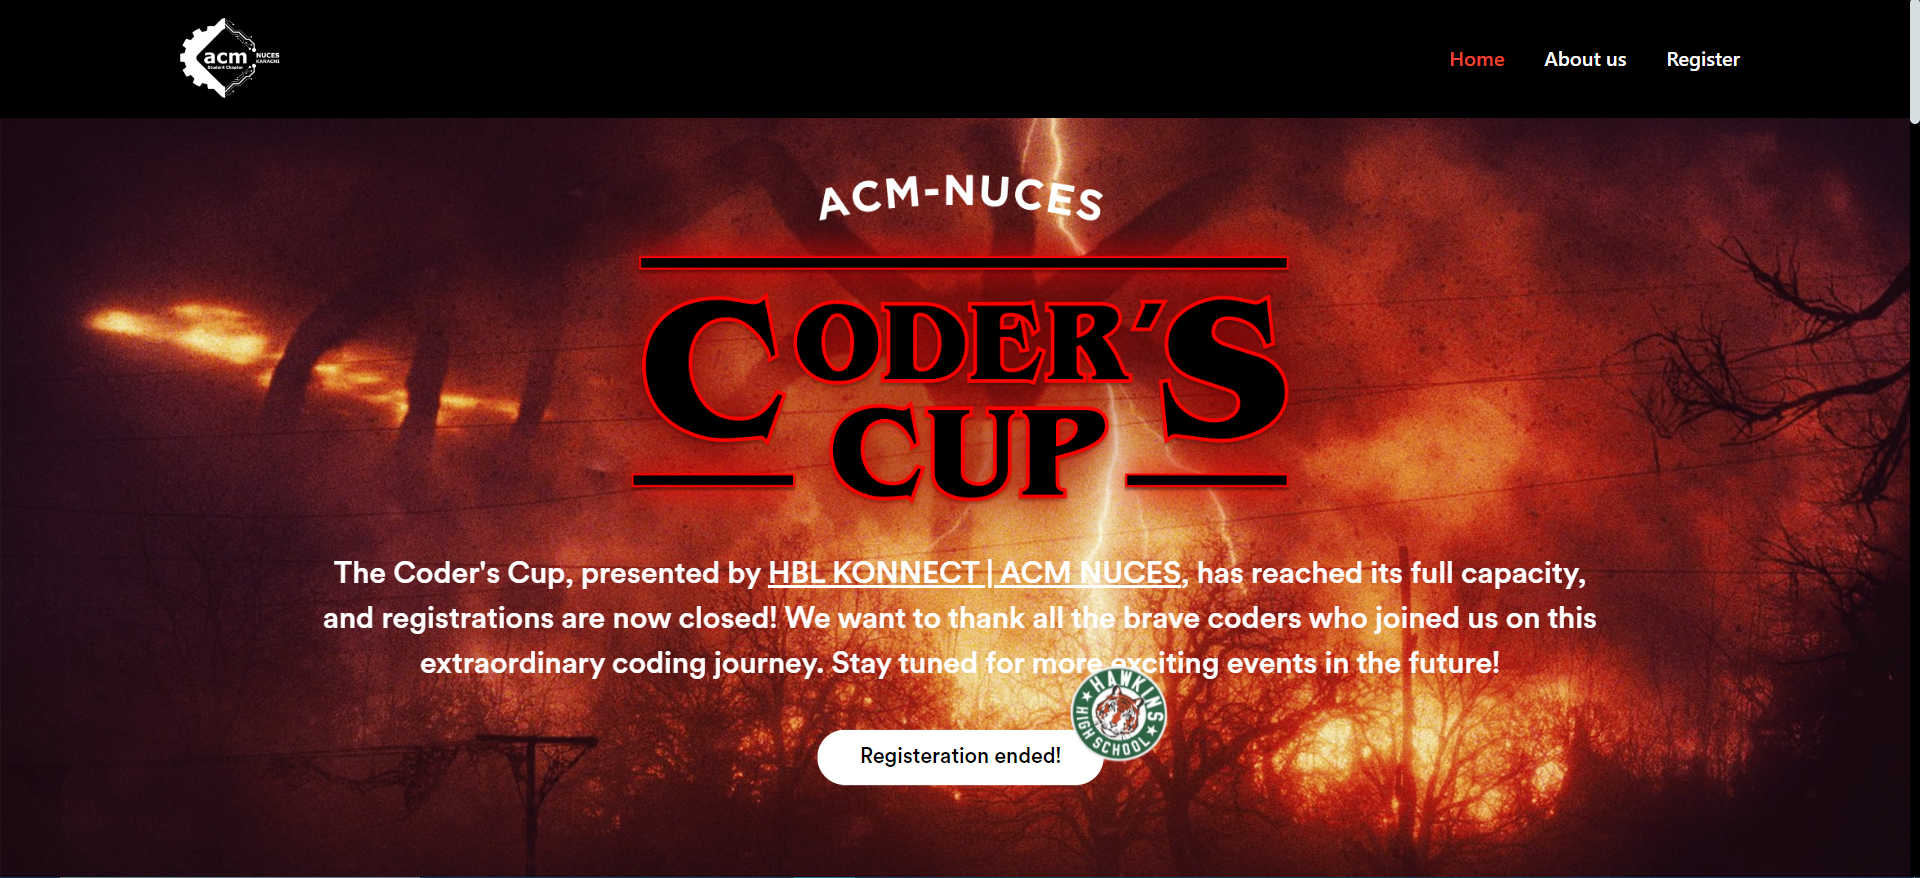 acm
Student Chapter
NUCES
KARACHI
Home
About us
Register
ACM-NUCES
CODER'S
CUP
The Coder's Cup, presented by HBL KONNECT | ACM NUCES, has reached its full capacity,
and registrations are now closed! We want to thank all the brave coders who joined us on this
extraordinary coding journey. Stay tuned for more exciting events in the future!
HAWKINS
HIGH SCHOOL
Registeration ended!